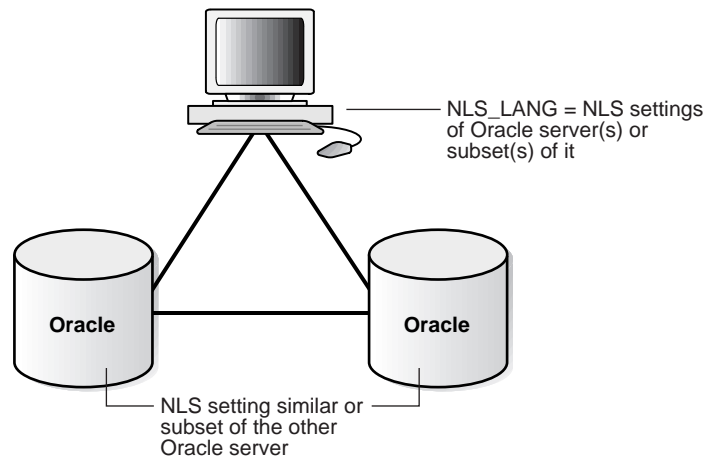 NLS_LANG = NLS settings
of Oracle server(s) or
subset(s) of it
Oracle
Oracle
NLS setting similar or
subset of the other
Oracle server